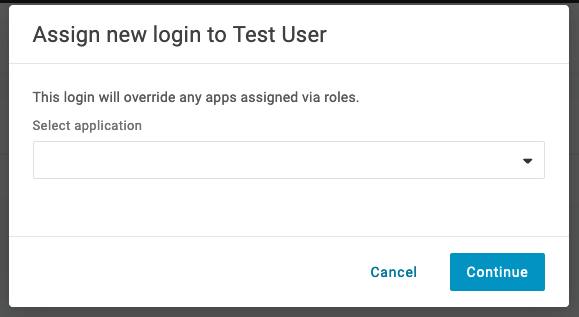 Assign new login to Test User
This login will override any apps assigned via roles.
Select application
Cancel
Continue